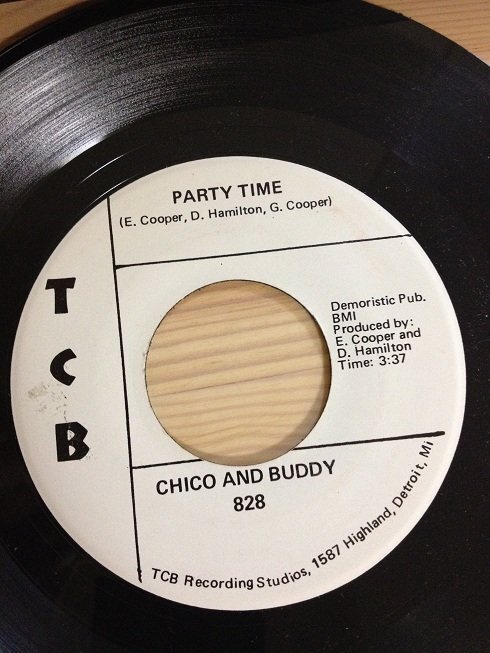 PARTY TIME
(E. Cooper, D. Hamilton, G. Cooper)
T
C
B
Demoristic Pub.
BMI
Produced by:
E. Cooper and
D. Hamilton
Time: 3:37
CHICO AND BUDDY
828
TCB Recording Studios, 1587 Highland, Detroit, Mi